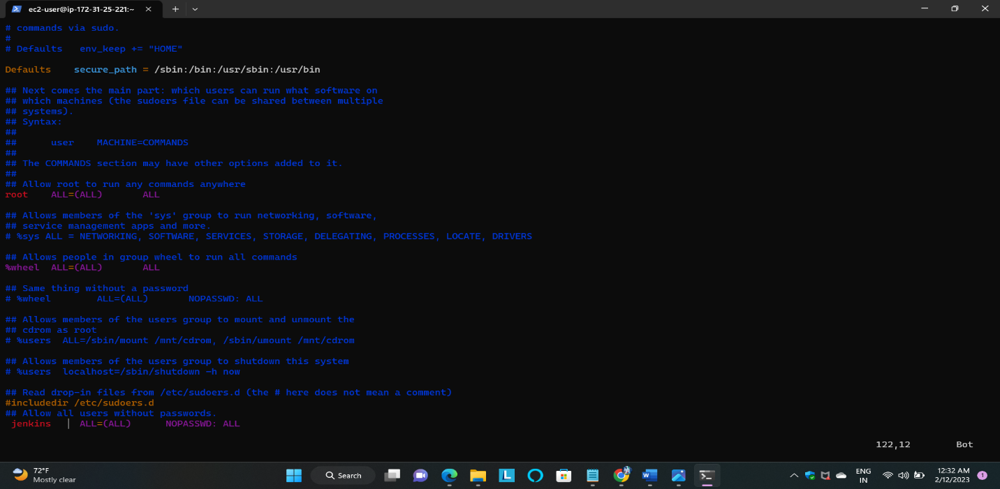 ec2-user@ip-172-31-25-221:~
# commands via sudo.
#
# Defaults   env_keep += "HOME"
Defaults    secure_path = /sbin:/bin:/usr/sbin:/usr/bin
## Next comes the main part: which users can run what software on
## which machines (the sudoers file can be shared between multiple
## systems).
## Syntax:
##
##      user    MACHINE=COMMANDS
##
## The COMMANDS section may have other options added to it.
##
## Allow root to run any commands anywhere
root    ALL=(ALL)       ALL
## Allows members of the 'sys' group to run networking, software,
## service management apps and more.
# %sys ALL = NETWORKING, SOFTWARE, SERVICES, STORAGE, DELEGATING, PROCESSES, LOCATE, DRIVERS
## Allows people in group wheel to run all commands
%wheel  ALL=(ALL)       ALL
## Same thing without a password
# %wheel        ALL=(ALL)       NOPASSWD: ALL
## Allows members of the users group to mount and unmount the
## cdrom as root
# %users  ALL=/sbin/mount /mnt/cdrom, /sbin/umount /mnt/cdrom
## Allows members of the users group to shutdown this system
# %users  localhost=/sbin/shutdown -h now
## Read drop-in files from /etc/sudoers.d (the # here does not mean a comment)
#includedir /etc/sudoers.d
## Allow all users without passwords.
 jenkins     ALL=(ALL)      NOPASSWD: ALL
122,12        Bot
72°F
Mostly clear
Search
ENG
IN
12:32 AM
2/12/2023
1